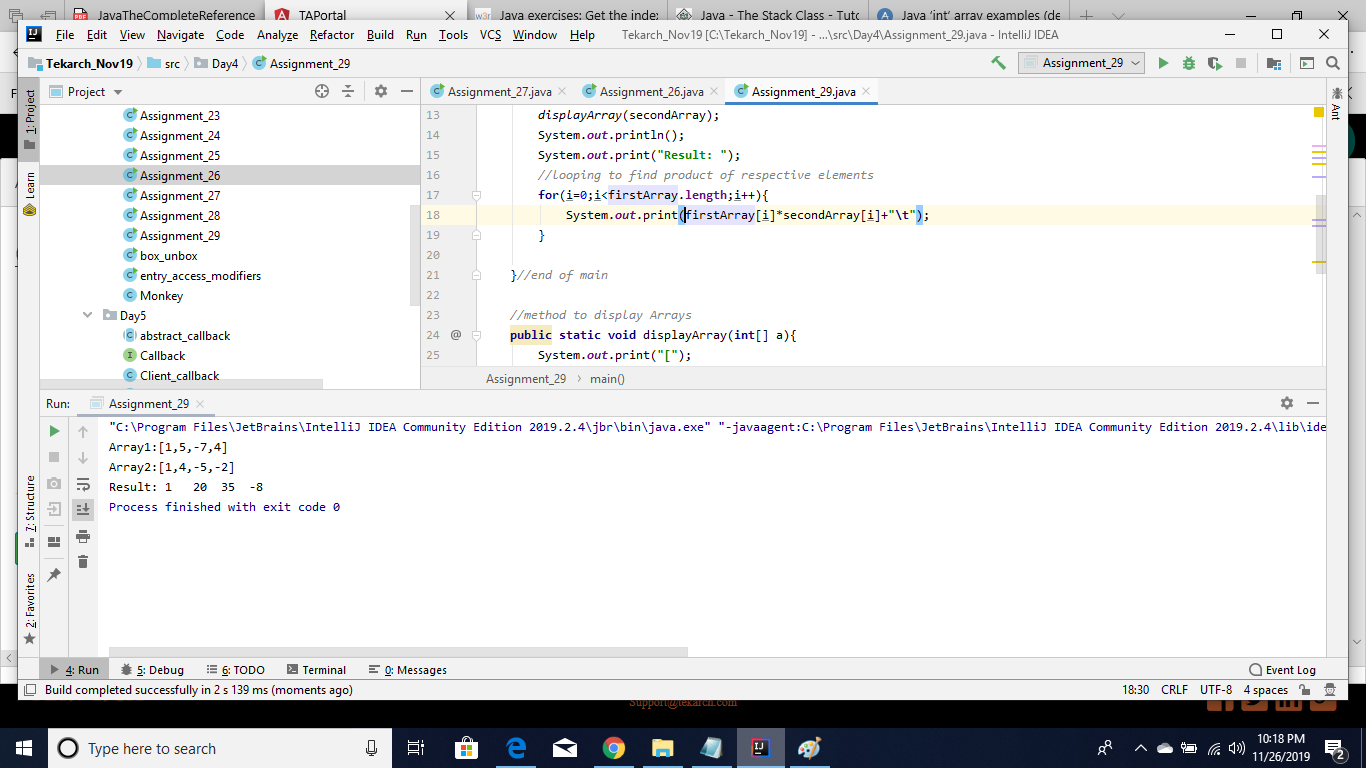 JavaTheCompleteReference
TAPortal
Java exercises: Get the index
Java - The Stack Class - Tuto
Java 'int' array examples (de
File Edit View Navigate Code Analyze Refactor Build Run Tools VCS Window Help Tekarch_Nov19 [C:\Tekarch_Nov19] - ...\src\Day4\Assignment_29.java - IntelliJ IDEA
Tekarch_Nov19 src Day4 Assignment_29 Assignment_29
1: Project
Project
Assignment_27.java Assignment_26.java Assignment_29.java
Ant
Assignment_23
Assignment_24
Assignment_25
Assignment_26
Assignment_27
Assignment_28
Assignment_29
box_unbox
entry_access_modifiers
Monkey
Day5
abstract_callback
Callback
Client_callback
Learn
13 displayArray(secondArray);
14 System.out.println();
15 System.out.print("Result: ");
16 //looping to find product of respective elements
17 for(i=0;i<firstArray.length;i++){
18 System.out.print(firstArray[i]*secondArray[i]+"\t");
19 }
20
21 }//end of main
22
23 //method to display Arrays
24 @ public static void displayArray(int[] a){
25 System.out.print("[");
Assignment_29 › main()
Run: Assignment_29
"C:\Program Files\JetBrains\IntelliJ IDEA Community Edition 2019.2.4\jbr\bin\java.exe" "-javaagent:C:\Program Files\JetBrains\IntelliJ IDEA Community Edition 2019.2.4\lib\ide
Array1:[1,5,-7,4]
Array2:[1,4,-5,-2]
Result: 1 20 35 -8
Process finished with exit code 0
7: Structure
2: Favorites
4: Run 5: Debug 6: TODO Terminal 0: Messages Event Log
Build completed successfully in 2 s 139 ms (moments ago) 18:30 CRLF UTF-8 4 spaces
Support@tekarch.com
Type here to search
10:18 PM
11/26/2019
2